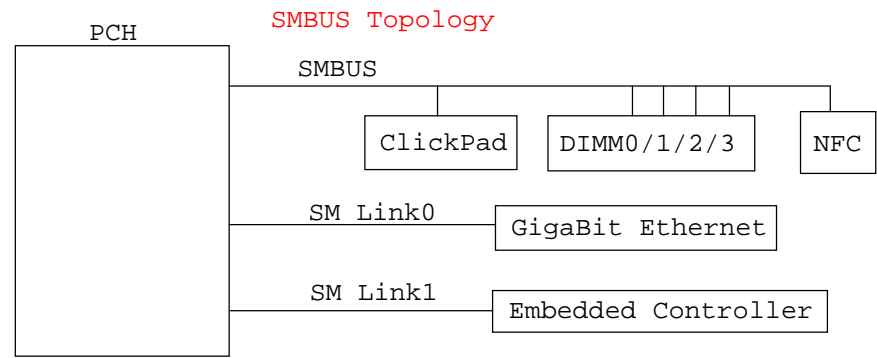 SMBUS Topology
PCH
SMBUS
ClickPad
DIMM0/1/2/3
NFC
SM Link0
GigaBit Ethernet
SM Link1
Embedded Controller